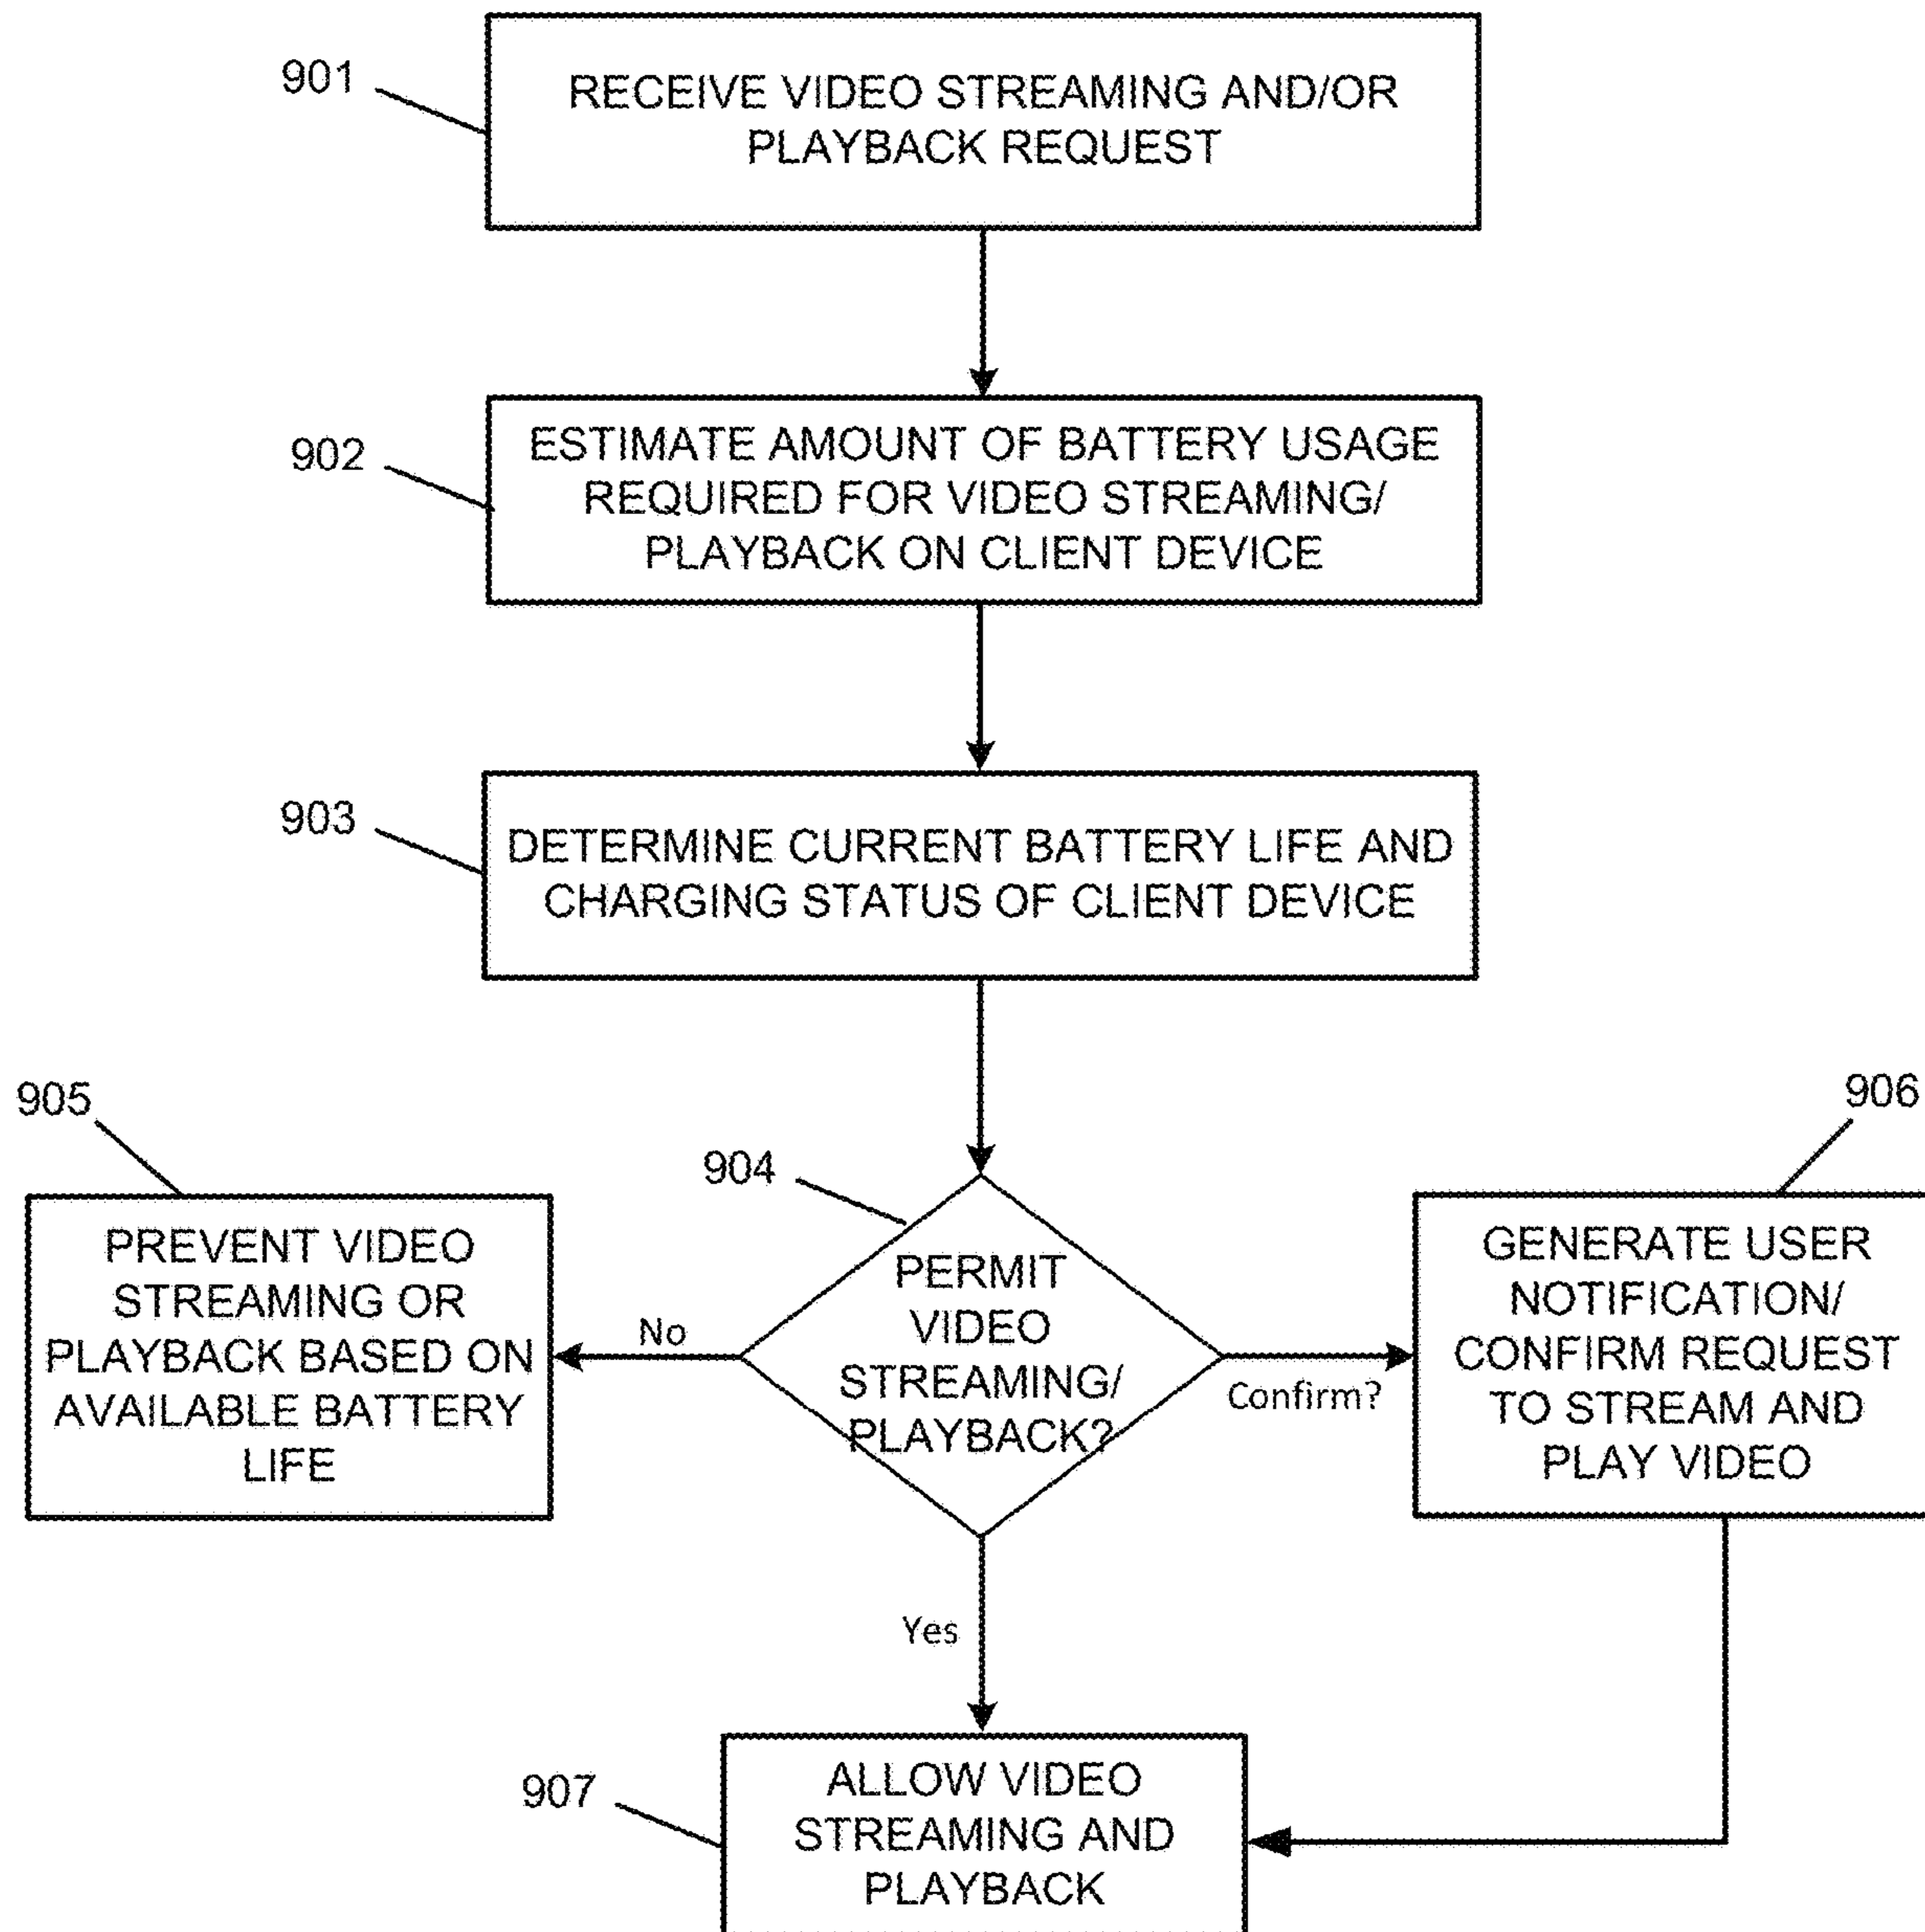 901
RECEIVE VIDEO STREAMING AND/OR
PLAYBACK REQUEST
902
ESTIMATE AMOUNT OF BATTERY USAGE
REQUIRED FOR VIDEO STREAMING/
PLAYBACK ON CLIENT DEVICE
903
DETERMINE CURRENT BATTERY LIFE AND
CHARGING STATUS OF CLIENT DEVICE
905
PREVENT VIDEO
STREAMING OR
PLAYBACK BASED ON
AVAILABLE BATTERY
LIFE
No
904
PERMIT
VIDEO
STREAMING/
PLAYBACK?
Confirm?
906
GENERATE USER
NOTIFICATION/
CONFIRM REQUEST
TO STREAM AND
PLAY VIDEO
Yes
907
ALLOW VIDEO
STREAMING AND
PLAYBACK